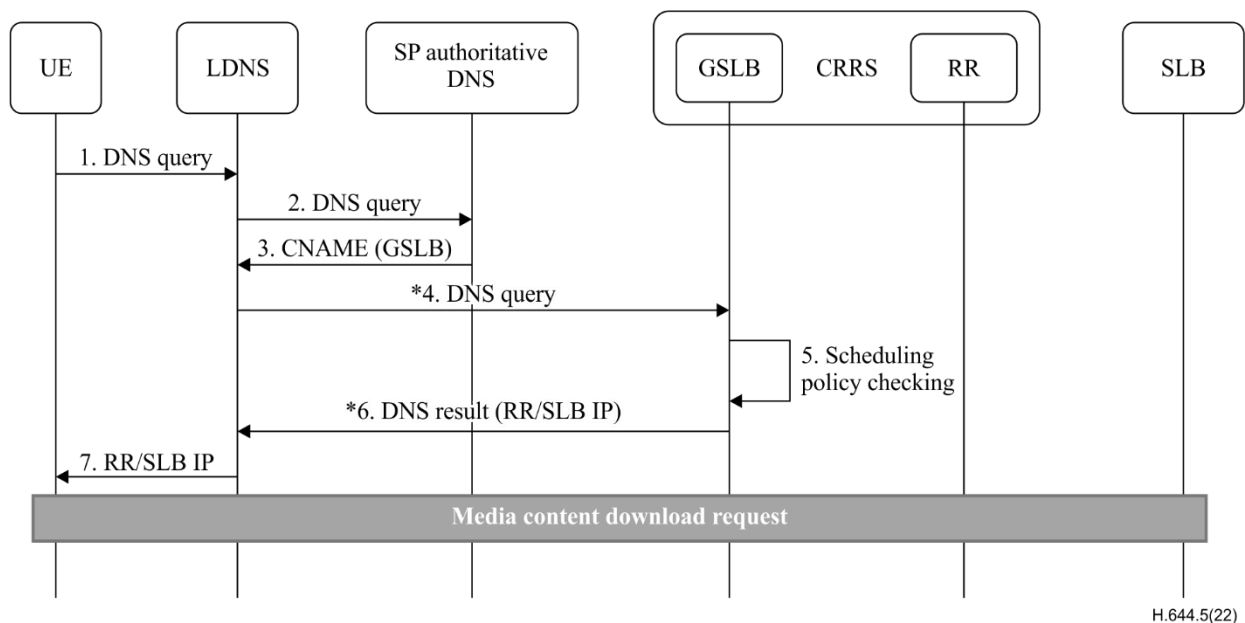 UE
LDNS
SP authoritative
DNS
GSLB
CRRS
RR
SLB
1. DNS query
2. DNS query
3. CNAME (GSLB)
*4. DNS query
5. Scheduling
policy checking
*6. DNS result (RR/SLB IP)
7. RR/SLB IP
Media content download request
H.644.5(22)